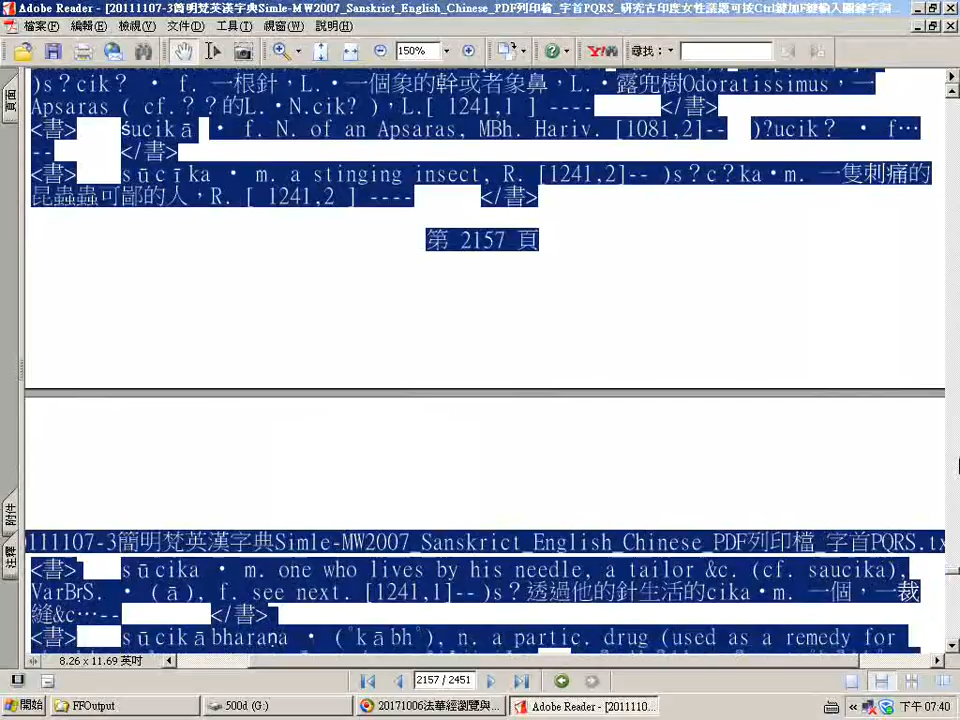 Adobe Reader - [20111107-3簡明梵英漢字典Simle-MW2007_Sanskrict_English_Chinese_PDF列印檔_字首PQRS_研究古印度女性議題可按Ctrl鍵加F鍵輸入關鍵字詞...
檔案(F) 編輯(E) 檢視(V) 文件(D) 工具(T) 視窗(W) 說明(H)
150% Y! 尋找:
頁面
)s?cik? · f. 一根針，L.·一個象的幹或者象鼻，L.·露兜樹Odoratissimus，一
Apsaras ( cf.??的L.·N.cik? )，L.[ 1241,1 ] ---- </書>
<書> śucikā · f. N. of an Apsaras, MBh. Hariv. [1081,2]-- )?ucik? · f…
-- </書>
<書> sūcīka · m. a stinging insect, R. [1241,2]-- )s?c?ka·m. 一隻刺痛的
昆蟲蟲可鄙的人，R. [ 1241,2 ] ---- </書>
第 2157 頁
附件
注釋
111107-3簡明梵英漢字典Simle-MW2007_Sanskrict_English_Chinese_PDF列印檔_字首PQRS.tx
<書> sūcika · m. one who lives by his needle, a tailor &c. (cf. saucika),
VarBṛS. · (ā), f. see next. [1241,1]-- )s?透過他的針生活的cika·m. 一個，一裁
縫&c…-- </書>
<書> sūcikābharaṇa · (°kābh°), n. a partic. drug (used as a remedy for
8.26 x 11.69 英吋
2157 / 2451
開始 FFOutput 500d (G:) 20171006法華經瀏覽與... Adobe Reader - [2011110... 下午 07:40